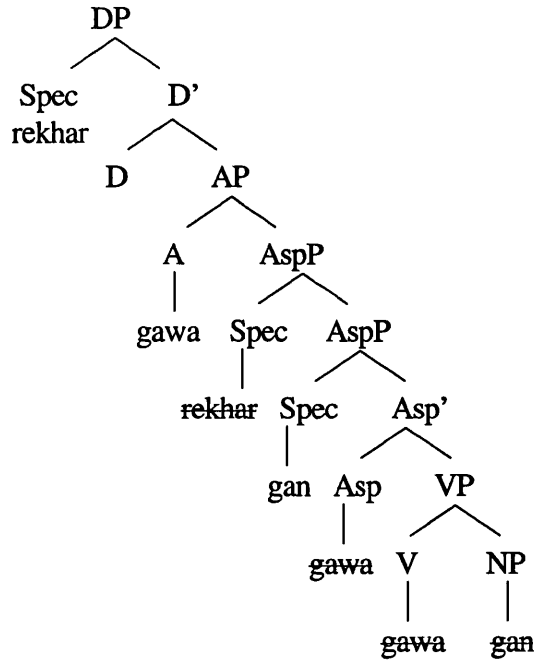 DP
Spec D’
rekhar
D AP
A AspP
gawa Spec AspP
rekhar Spec Asp’
gan Asp VP
gawa V NP
gawa gan